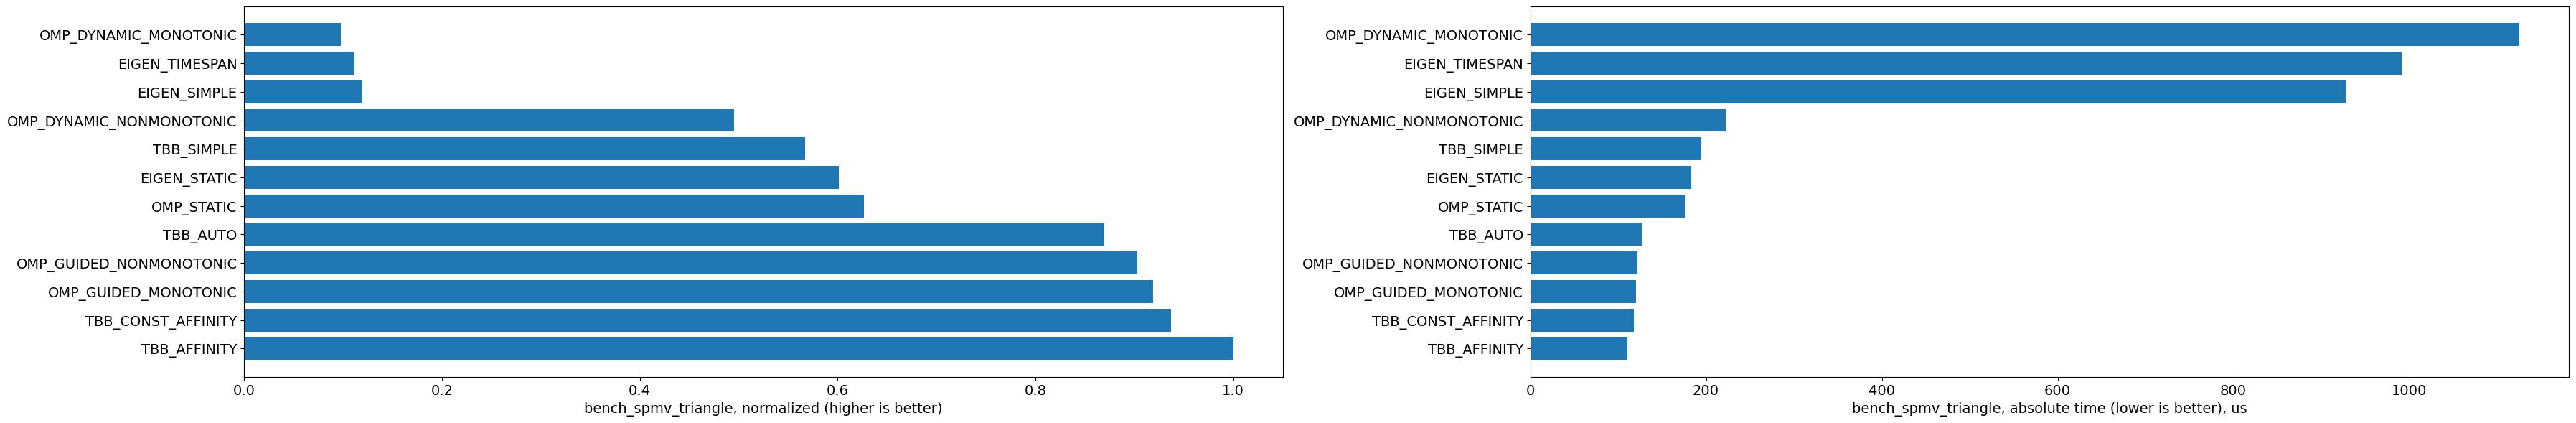 OMP_DYNAMIC_MONOTONIC
EIGEN_TIMESPAN
EIGEN_SIMPLE
OMP_DYNAMIC_NONMONOTONIC
TBB_SIMPLE
EIGEN_STATIC
OMP_STATIC
TBB_AUTO
OMP_GUIDED_NONMONOTONIC
OMP_GUIDED_MONOTONIC
TBB_CONST_AFFINITY
TBB_AFFINITY
0.0 0.2 0.4 0.6 0.8 1.0
bench_spmv_triangle, normalized (higher is better)
OMP_DYNAMIC_MONOTONIC
EIGEN_TIMESPAN
EIGEN_SIMPLE
OMP_DYNAMIC_NONMONOTONIC
TBB_SIMPLE
EIGEN_STATIC
OMP_STATIC
TBB_AUTO
OMP_GUIDED_NONMONOTONIC
OMP_GUIDED_MONOTONIC
TBB_CONST_AFFINITY
TBB_AFFINITY
0 200 400 600 800 1000
bench_spmv_triangle, absolute time (lower is better), us